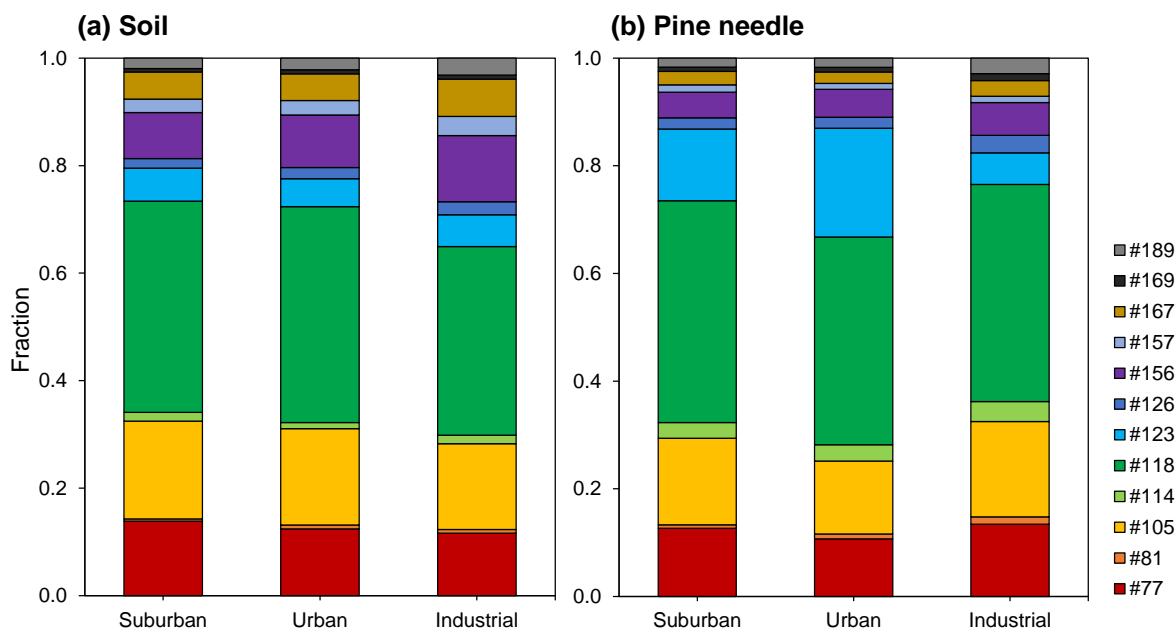 (a) Soil
(b) Pine needle
1.0
0.8
0.6
0.4
0.2
0.0
Fraction
Suburban
Urban
Industrial
1.0
0.8
0.6
0.4
0.2
0.0
Suburban
Urban
Industrial
#189
#169
#167
#157
#156
#126
#123
#118
#114
#105
#81
#77